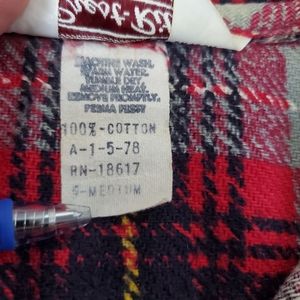 MACHINE WASH.
WARM WATER.
TUMBLE DRY.
MEDIUM HEAT.
REMOVE PROMPTLY.
PERMA PREST
100%-COTTON
A-1-5-78
RN-18617
G-MEDIUM